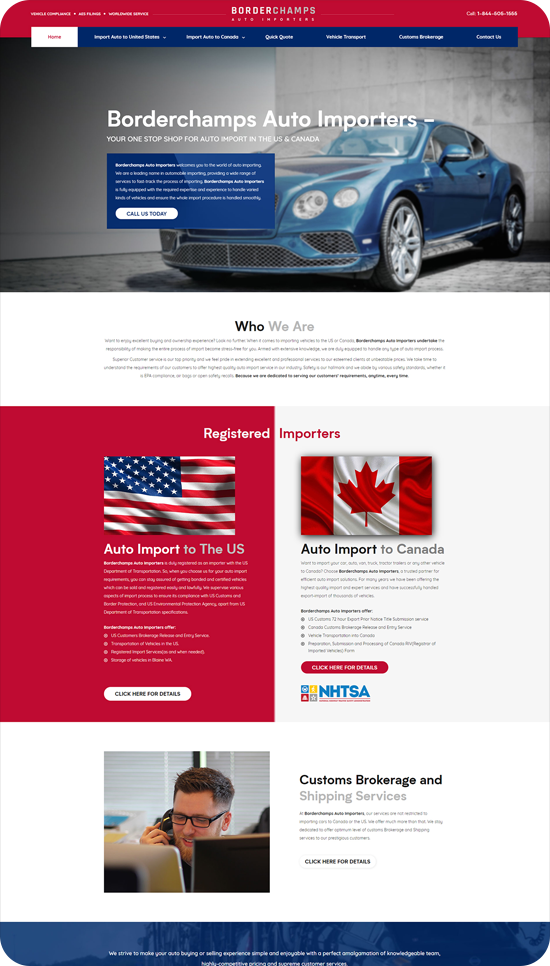 VEHICLE COMPLIANCE • AES FILINGS • WORLDWIDE SERVICE
BORDERCHAMPS
AUTO IMPORTERS
Call: 1-844-606-1666
Home
Import Auto to United States
Import Auto to Canada
Quick Quote
Vehicle Transport
Customs Brokerage
Contact Us
Borderchamps Auto Importers -
YOUR ONE STOP SHOP FOR AUTO IMPORT IN THE US & CANADA
Borderchamps Auto Importers welcomes you to the world of auto importing.
We are a leading name in automobile importing, providing a wide range of
services to fast-track the process of importing. Borderchamps Auto Importers
is fully equipped with the required expertise and experience to handle varied
kinds of vehicles and ensure the whole import procedure is handled smoothly.
CALL US TODAY
Who We Are
Want to enjoy excellent buying and ownership experience? Look no further. When it comes to importing vehicles to the US or Canada, Borderchamps Auto Importers undertake the
responsibility of making the entire process of import become stress-free for you. Armed with extensive knowledge, we are duly equipped to handle any type of auto import process.
Superior Customer service is our top priority and we feel pride in extending excellent and professional services to our esteemed clients at unbeatable prices. We take time to
understand the requirements of our customers to offer highest quality auto import service in our industry. Safety is our hallmark and we abide by various safety standards, whether it
is EPA compliance, air bags or open safety recalls. Because we are dedicated to serving our customers' requirements, anytime, every time.
Registered Importers
Auto Import to The US
Borderchamps Auto Importers is duly registered as an importer with the US
Department of Transportation. So, when you choose us for your auto import
requirements, you can stay assured of getting bonded and certified vehicles
which can be sold and registered easily and lawfully. We supervise various
aspects of import process to ensure its compliance with US Customs and
Border Protection, and US Environmental Protection Agency, apart from US
Department of Transportation specifications.
Borderchamps Auto Importers offer:
US Customers Brokerage Release and Entry Service.
Transportation of Vehicles in the US.
Registered Import Services(as and when needed).
Storage of vehicles in Blaine WA.
CLICK HERE FOR DETAILS
Auto Import to Canada
Want to import your car, auto, van, truck, tractor trailers or any other vehicle
to Canada? Choose Borderchamps Auto Importers, a trusted partner for
efficient auto import solutions. For many years we have been offering the
highest quality import and expert services and have successfully handled
export-import of thousands of vehicles.
Borderchamps Auto Importers offer:
US Customs 72 hour Export Prior Notice Title Submission service
Canada Customs Brokerage Release and Entry Service
Vehicle Transportation into Canada
Preparation, Submission and Processing of Canada RIV(Registrar of
Imported Vehicles) Form
CLICK HERE FOR DETAILS
NHTSA
Customs Brokerage and
Shipping Services
At Borderchamps Auto Importers, our services are not restricted to
importing cars to Canada or the US. We offer much more than that. We stay
dedicated to offer optimum level of customs Brokerage and Shipping
services to our prestigious customers.
CLICK HERE FOR DETAILS
We strive to make your auto buying or selling experience simple and enjoyable with a perfect amalgamation of knowledgeable team,
highly-competitive pricing and supreme customer services.